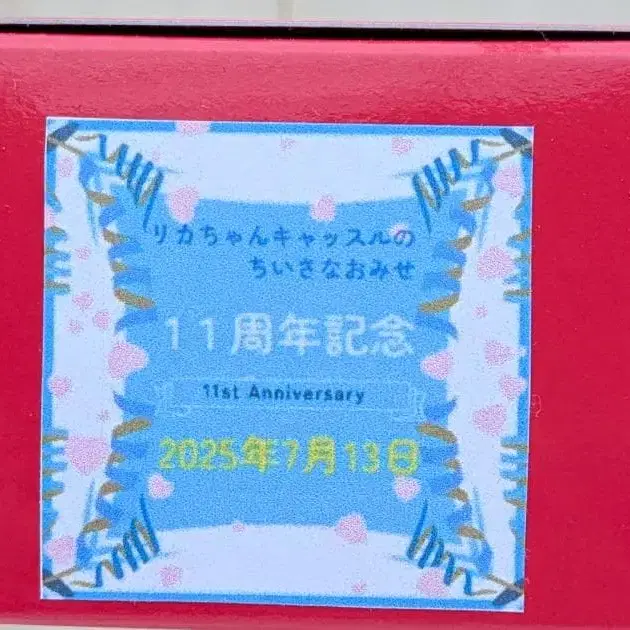 リカちゃんキャッスルの
ちいさなおみせ
11周年記念
11st Anniversary
2025年7月13日